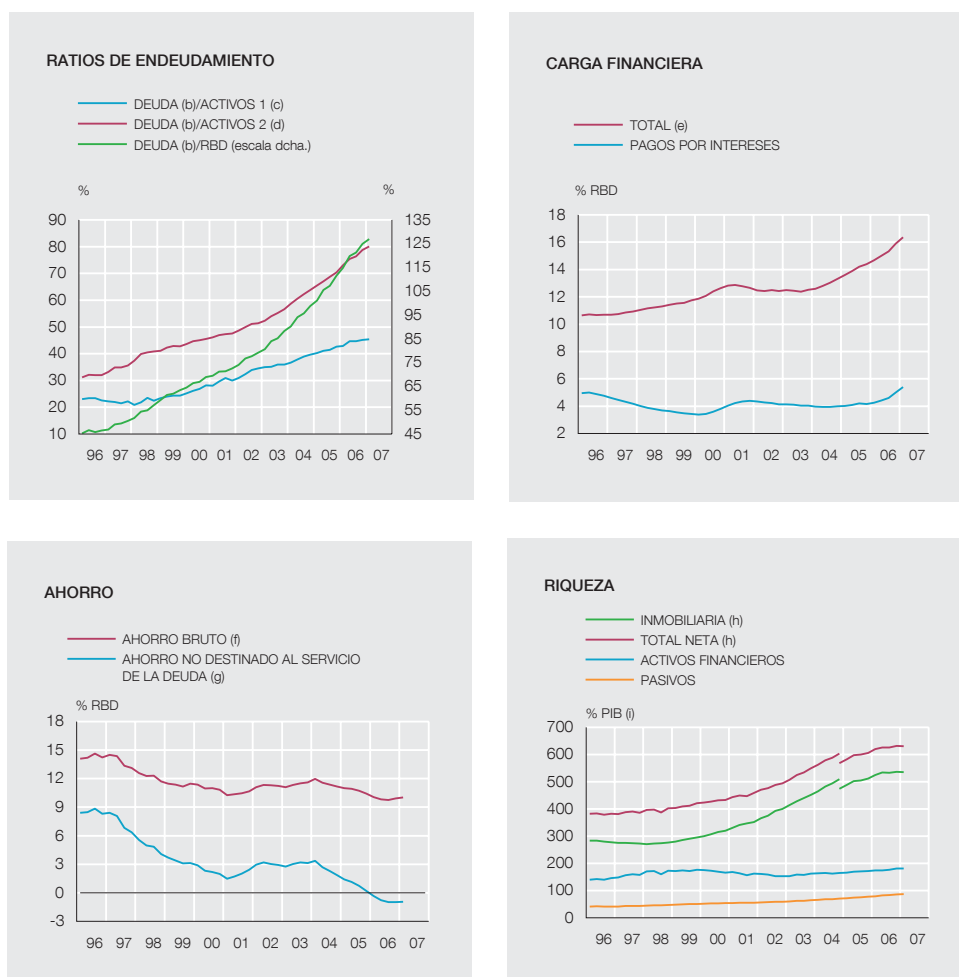 RATIOS DE ENDEUDAMIENTO
DEUDA (b)/ACTIVOS 1 (c)
DEUDA (b)/ACTIVOS 2 (d)
DEUDA (b)/RBD (escala dcha.)
% %
90 135
80 125
70 115
60 105
50 95
40 85
30 75
20 65
10 55
45
96 97 98 99 00 01 02 03 04 05 06 07
CARGA FINANCIERA
TOTAL (e)
PAGOS POR INTERESES
% RBD
18
16
14
12
10
8
6
4
2
96 97 98 99 00 01 02 03 04 05 06 07
AHORRO
AHORRO BRUTO (f)
AHORRO NO DESTINADO AL SERVICIO
DE LA DEUDA (g)
% RBD
18
15
12
9
6
3
0
-3
96 97 98 99 00 01 02 03 04 05 06 07
RIQUEZA
INMOBILIARIA (h)
TOTAL NETA (h)
ACTIVOS FINANCIEROS
PASIVOS
% PIB (i)
700
600
500
400
300
200
100
0
96 97 98 99 00 01 02 03 04 05 06 07